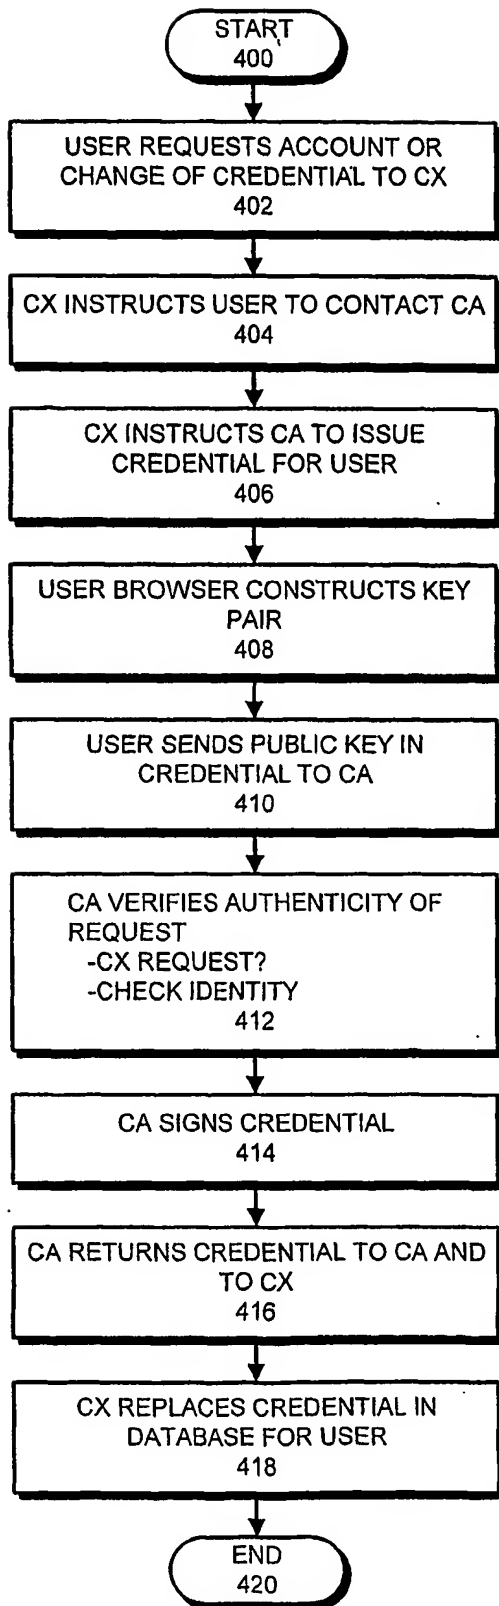 START
400
USER REQUESTS ACCOUNT OR
CHANGE OF CREDENTIAL TO CX
402
CX INSTRUCTS USER TO CONTACT CA
404
CX INSTRUCTS CA TO ISSUE
CREDENTIAL FOR USER
406
USER BROWSER CONSTRUCTS KEY
PAIR
408
USER SENDS PUBLIC KEY IN
CREDENTIAL TO CA
410
CA VERIFIES AUTHENTICITY OF
REQUEST
-CX REQUEST?
-CHECK IDENTITY
412
CA SIGNS CREDENTIAL
414
CA RETURNS CREDENTIAL TO CA AND
TO CX
416
CX REPLACES CREDENTIAL IN
DATABASE FOR USER
418
END
420